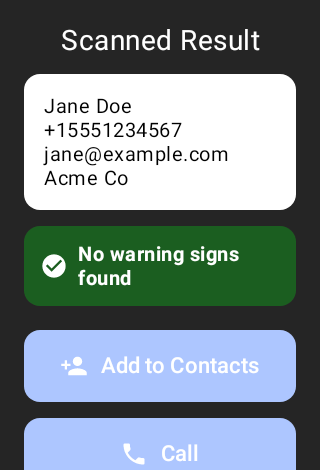 Scanned Result
Jane Doe
+15551234567
jane@example.com
Acme Co
No warning signs
found
Add to Contacts
Call